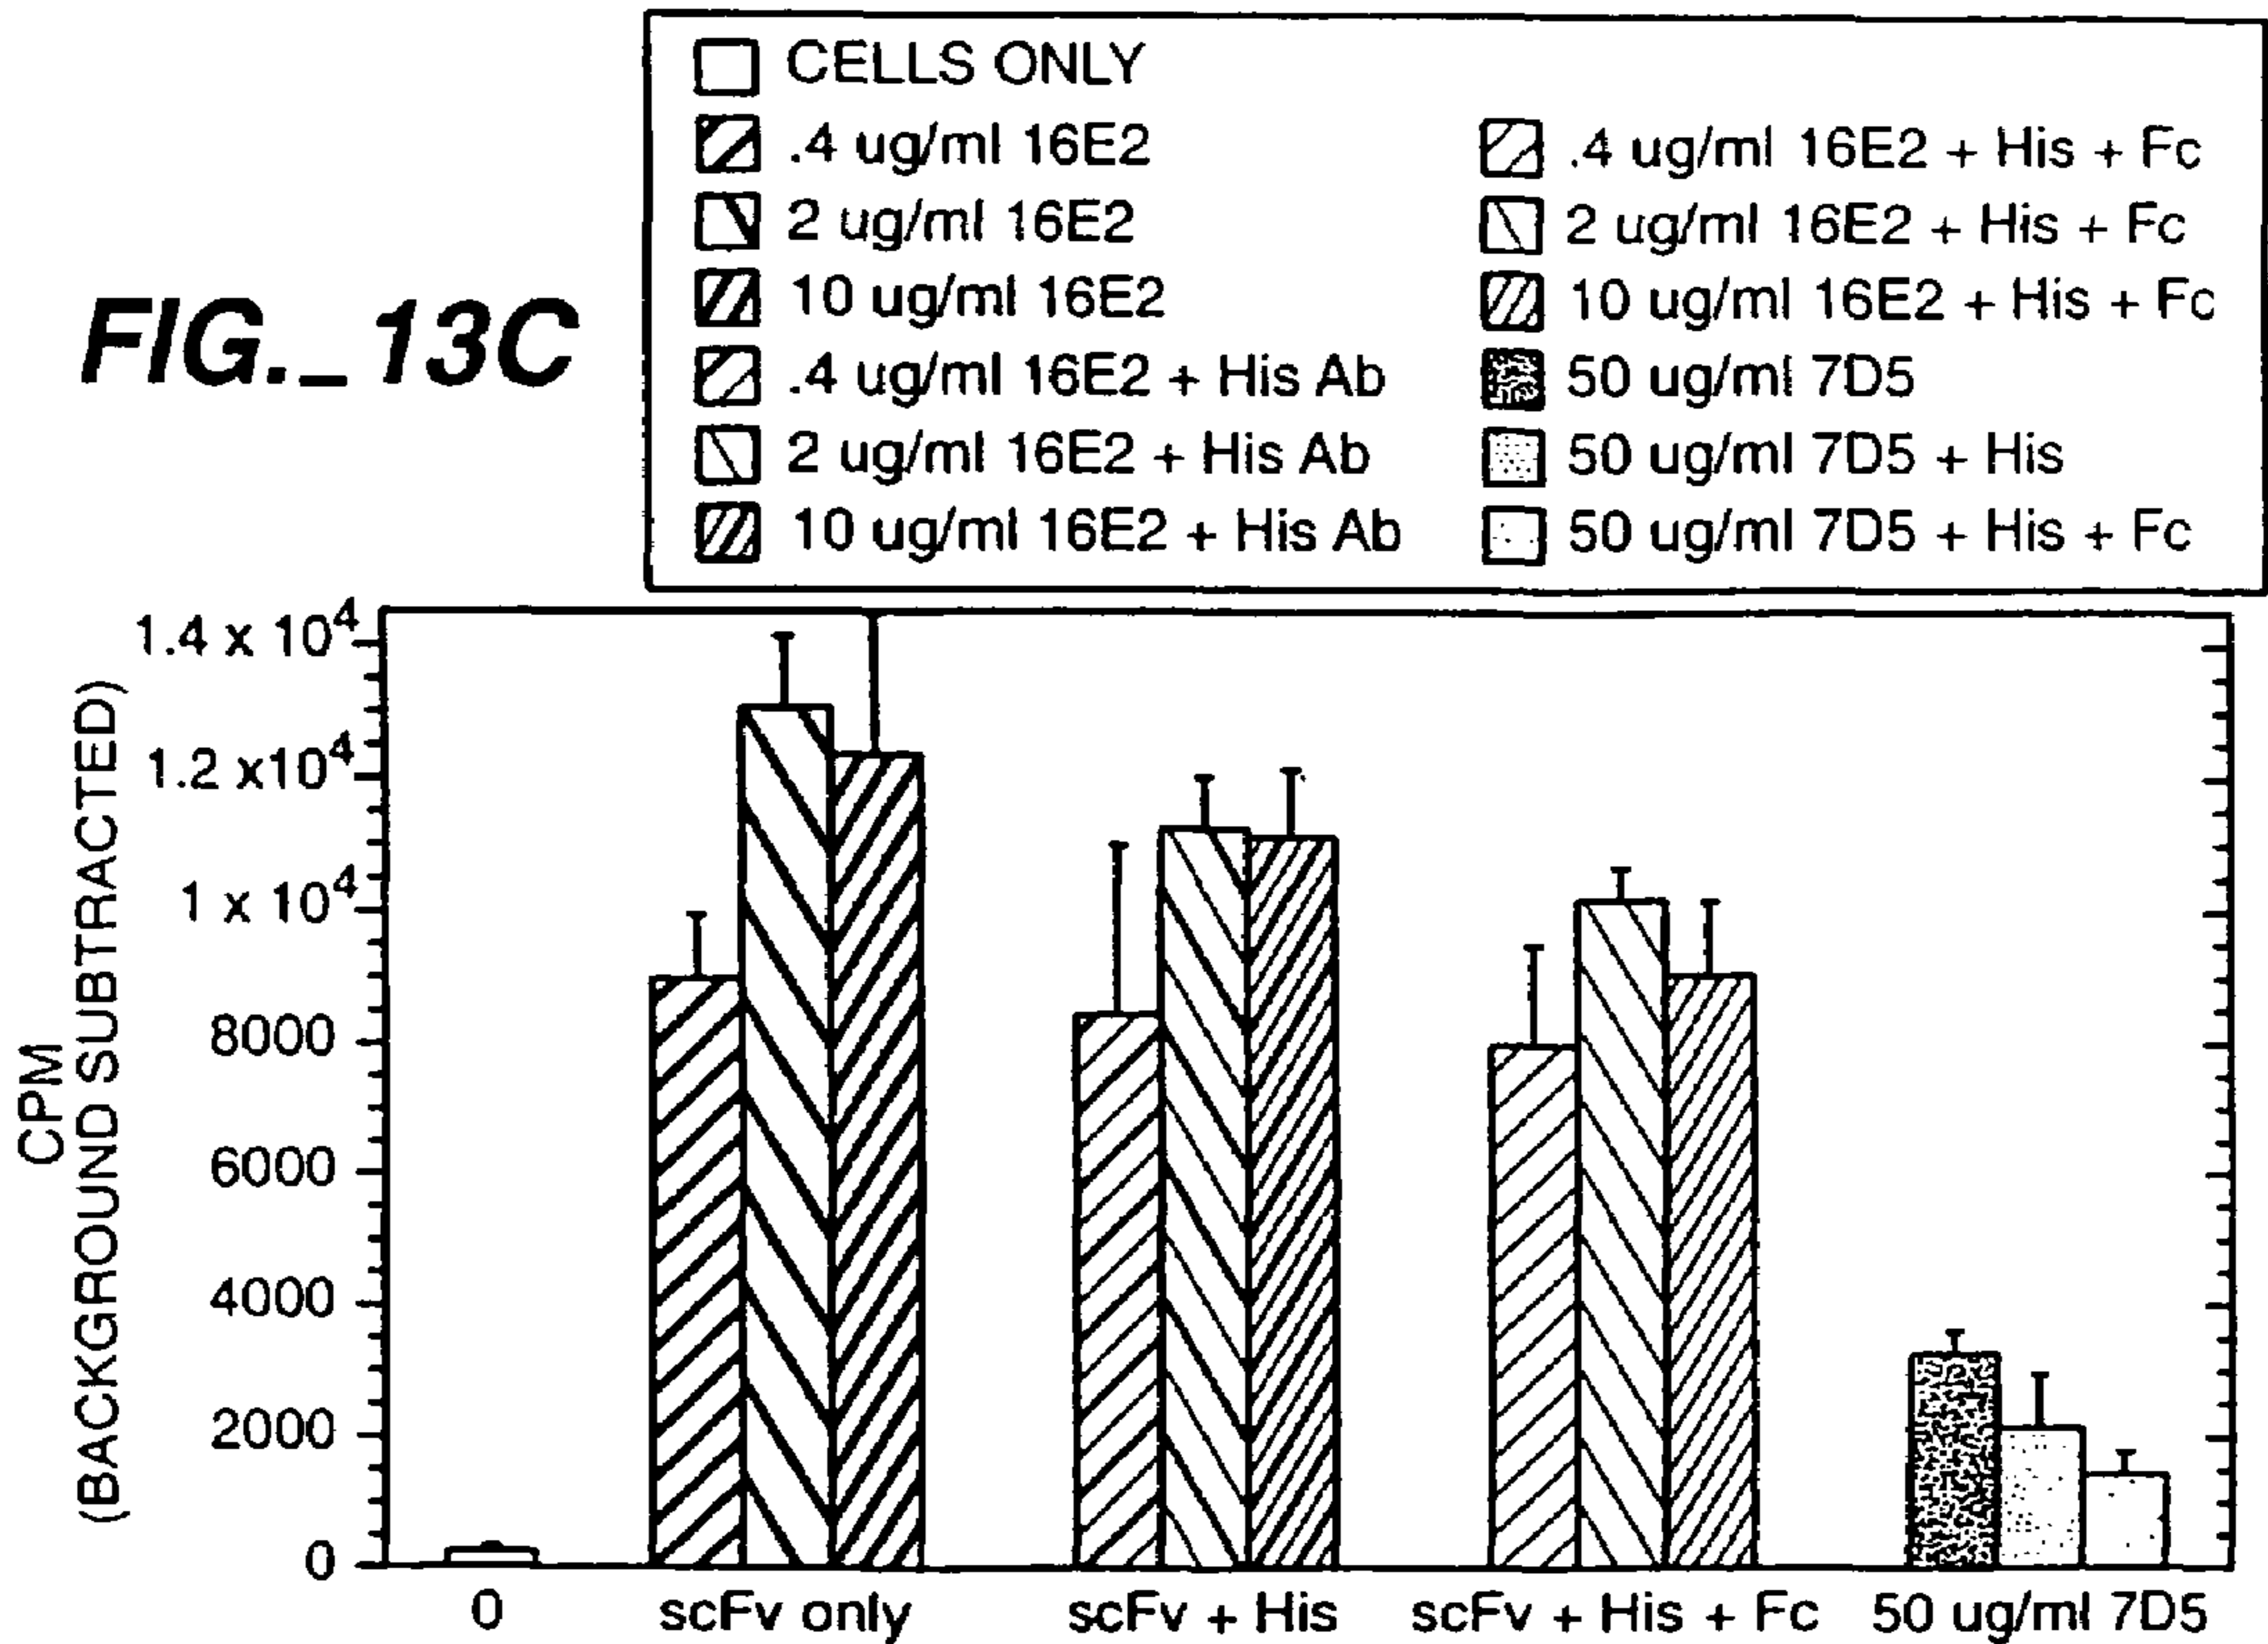 FIG._13C
CELLS ONLY
.4 ug/ml 16E2
2 ug/ml 16E2
10 ug/ml 16E2
.4 ug/ml 16E2 + His Ab
2 ug/ml 16E2 + His Ab
10 ug/ml 16E2 + His Ab
.4 ug/ml 16E2 + His + Fc
2 ug/ml 16E2 + His + Fc
10 ug/ml 16E2 + His + Fc
50 ug/ml 7D5
50 ug/ml 7D5 + His
50 ug/ml 7D5 + His + Fc
CPM
(BACKGROUND SUBTRACTED)
1.4 x 10⁴
1.2 x10⁴
1 x 10⁴
8000
6000
4000
2000
0
0
scFv only
scFv + His
scFv + His + Fc
50 ug/ml 7D5